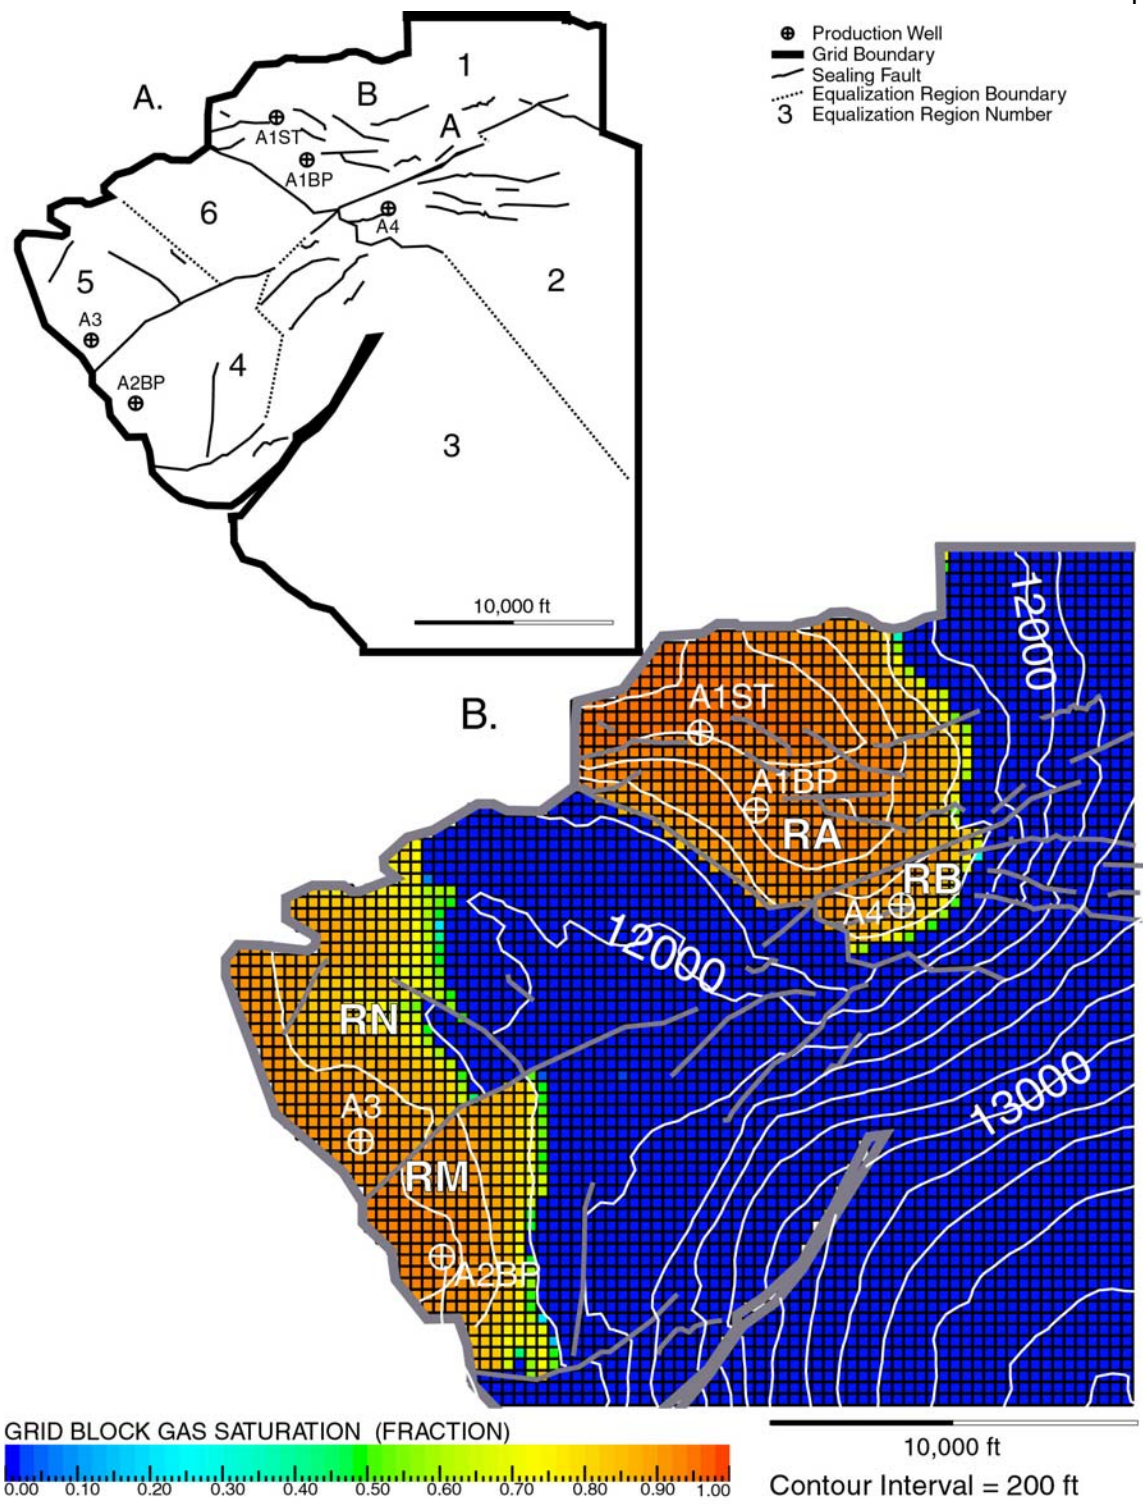 Production Well
Grid Boundary
Sealing Fault
Equalization Region Boundary
3 Equalization Region Number
A.
1
B
A
A1ST
A1BP
6
A4
5
2
A3
4
A2BP
3
10,000 ft
B.
12000
A1ST
A1BP
RA
RB
A4
12000
RN
13000
A3
RM
A2BP
GRID BLOCK GAS SATURATION (FRACTION)
0.00 0.10 0.20 0.30 0.40 0.50 0.60 0.70 0.80 0.90 1.00
10,000 ft
Contour Interval = 200 ft